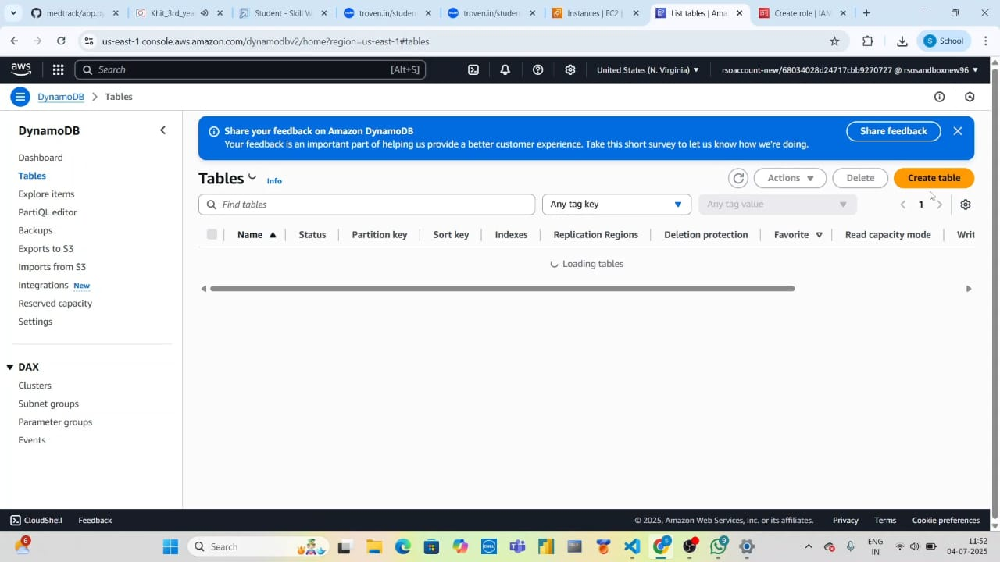 medtrack/app.py
Khit_3rd_yea
Student - Skill W
troven.in/studen
troven.in/studen
Instances | EC2 |
List tables | Ama
Create role | IAM
us-east-1.console.aws.amazon.com/dynamodbv2/home?region=us-east-1#tables
S School
aws
Search [Alt+S]
United States (N. Virginia)
rsoaccount-new/68034028d24717cbb9270727 @ rsosandboxnew96
DynamoDB > Tables
DynamoDB
Dashboard
Tables
Explore items
PartiQL editor
Backups
Exports to S3
Imports from S3
Integrations New
Reserved capacity
Settings
DAX
Clusters
Subnet groups
Parameter groups
Events
Share your feedback on Amazon DynamoDB
Your feedback is an important part of helping us provide a better customer experience. Take this short survey to let us know how we're doing.
Share feedback
Tables Info
Actions
Delete
Create table
Find tables
Any tag key
Any tag value
1
Name Status Partition key Sort key Indexes Replication Regions Deletion protection Favorite Read capacity mode Writ
Loading tables
CloudShell Feedback
© 2025, Amazon Web Services, Inc. or its affiliates. Privacy Terms Cookie preferences
6
Search
DELL
5
9
ENG
IN
11:52
04-07-2025